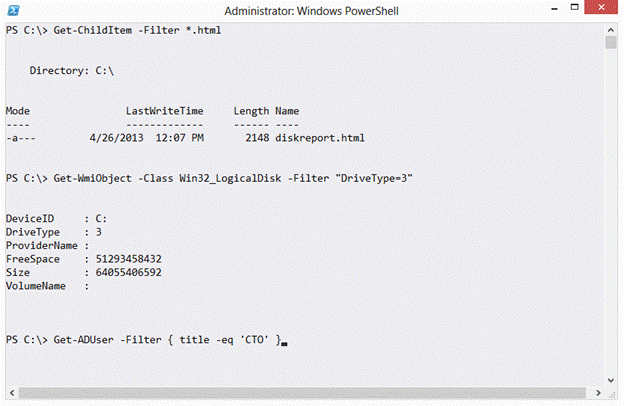 Administrator: Windows PowerShell
PS C:\> Get-ChildItem -Filter *.html
Directory: C:\
Mode                LastWriteTime     Length Name
----                -------------     ------ ----
-a---         4/26/2013  12:07 PM       2148 diskreport.html
PS C:\> Get-WmiObject -Class Win32_LogicalDisk -Filter "DriveType=3"
DeviceID     : C:
DriveType    : 3
ProviderName :
FreeSpace    : 51293458432
Size         : 64055406592
VolumeName   :
PS C:\> Get-ADUser -Filter { title -eq 'CTO' }